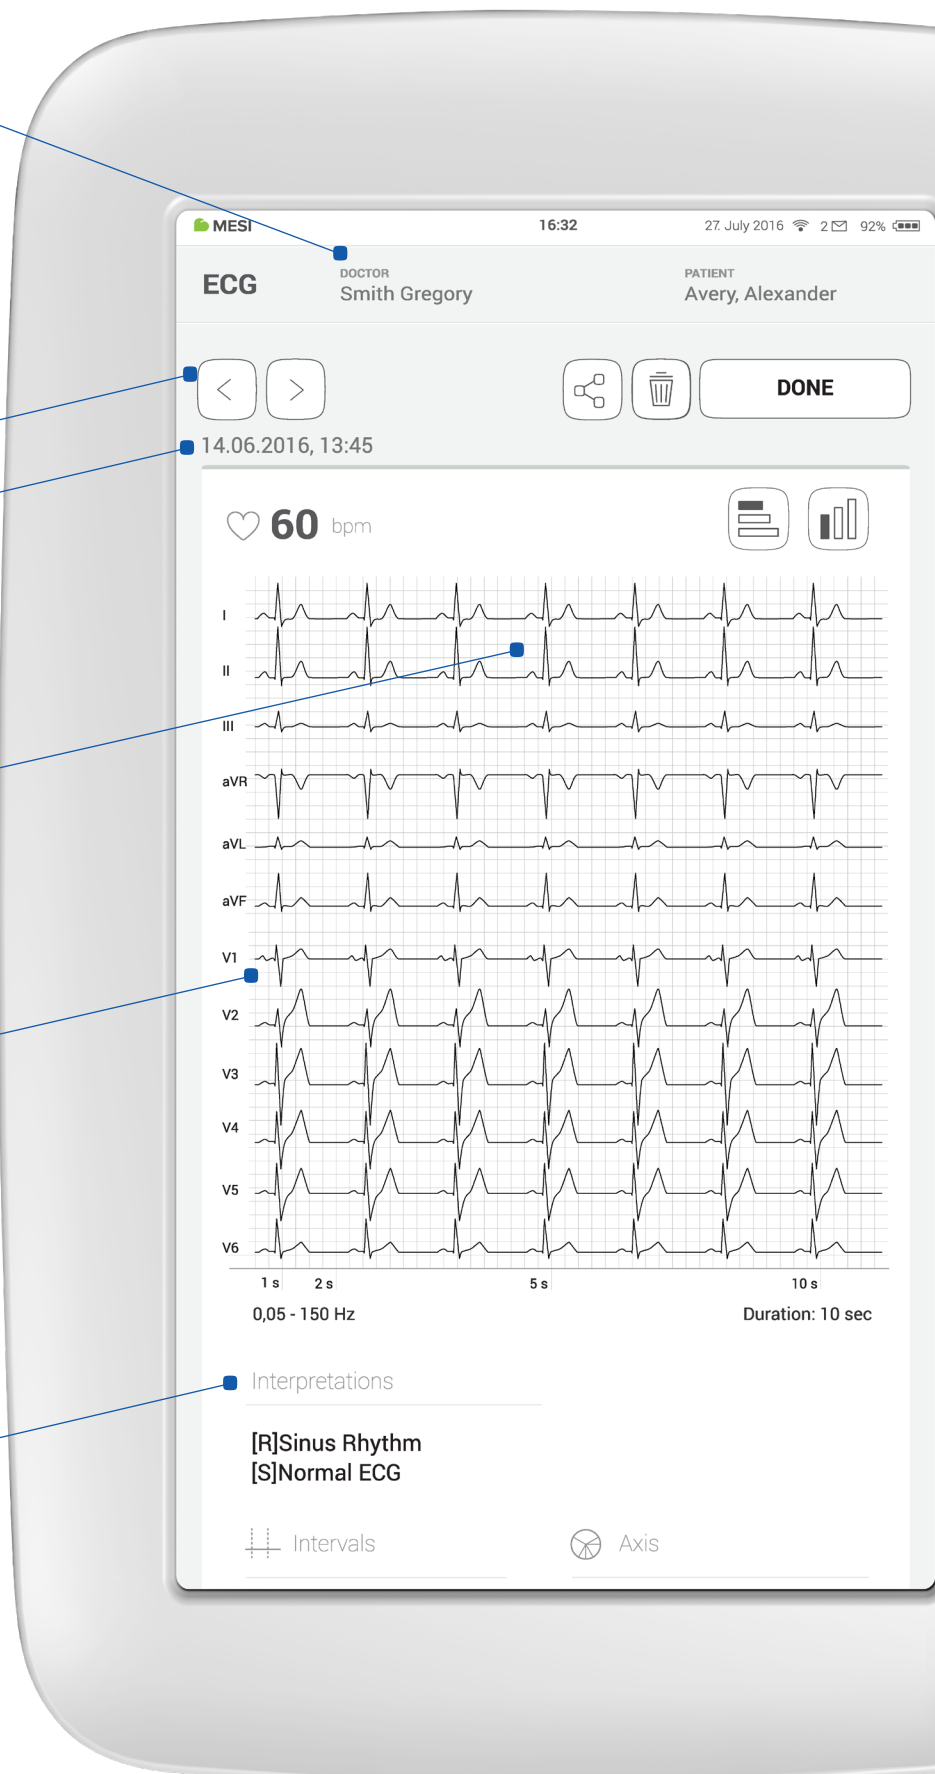 MESI 16:32 27. July 2016 2 92%
ECG DOCTOR PATIENT
Smith Gregory Avery, Alexander
DONE
14.06.2016, 13:45
60 bpm
I
II
III
aVR
aVL
aVF
V1
V2
V3
V4
V5
V6
1 s 2 s 5 s 10 s
0,05 - 150 Hz Duration: 10 sec
Interpretations
[R]Sinus Rhythm
[S]Normal ECG
Intervals Axis